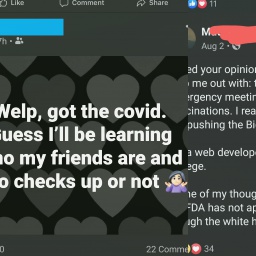 Like Comment Share
7h
Welp, got the covid.
Guess I'll be learning
who my friends are and
who checks up or not
22 Comm
11
Aug 2
ed your opinion
me out with: t
ergency meetin
cinations. I rea
pushing the Bi
a web develope
ege.
ne of my thoug
FDA has not ap
ugh the white h
34